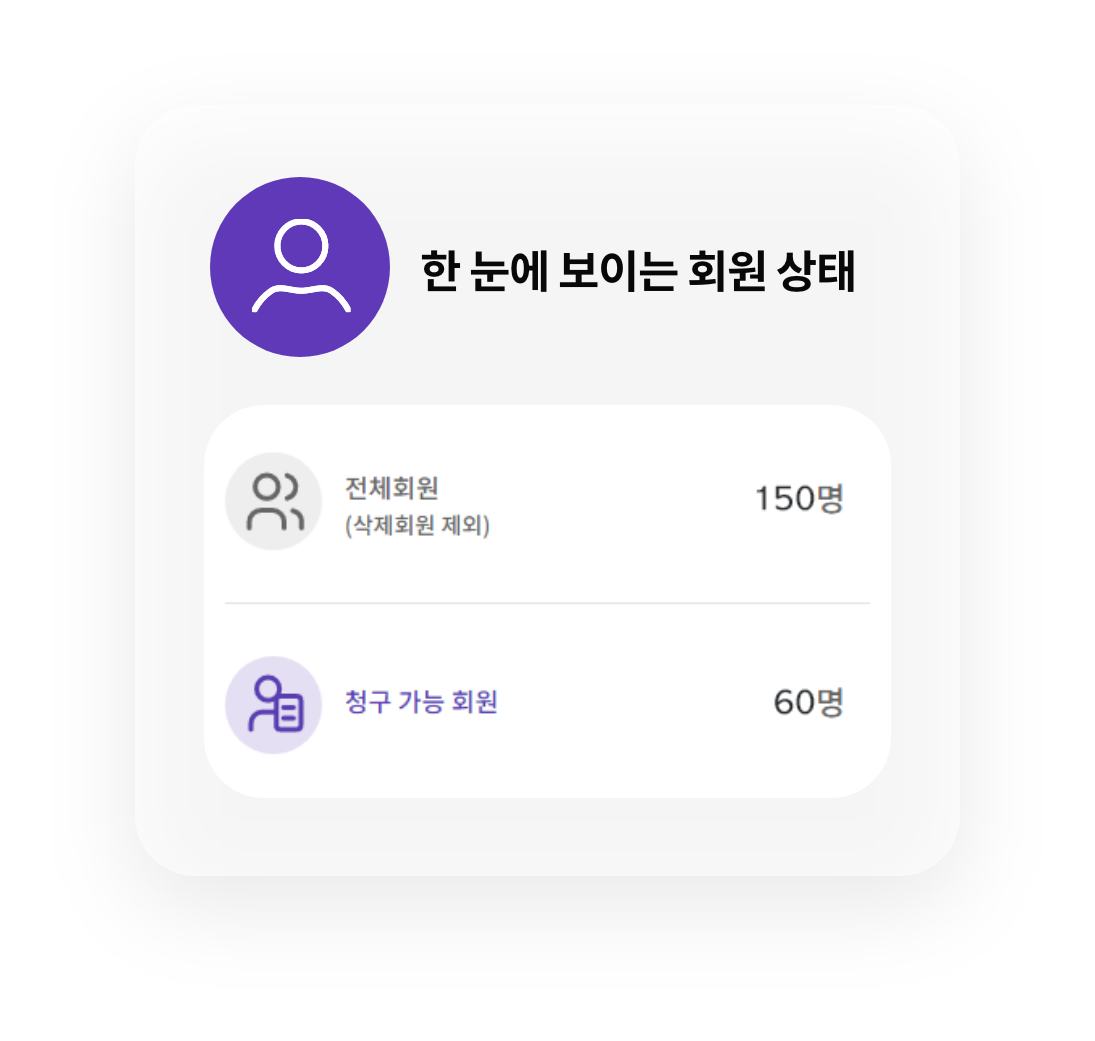 한 눈에 보이는 회원 상태
전체회원
(삭제회원 제외)
150명
청구 가능 회원
60명